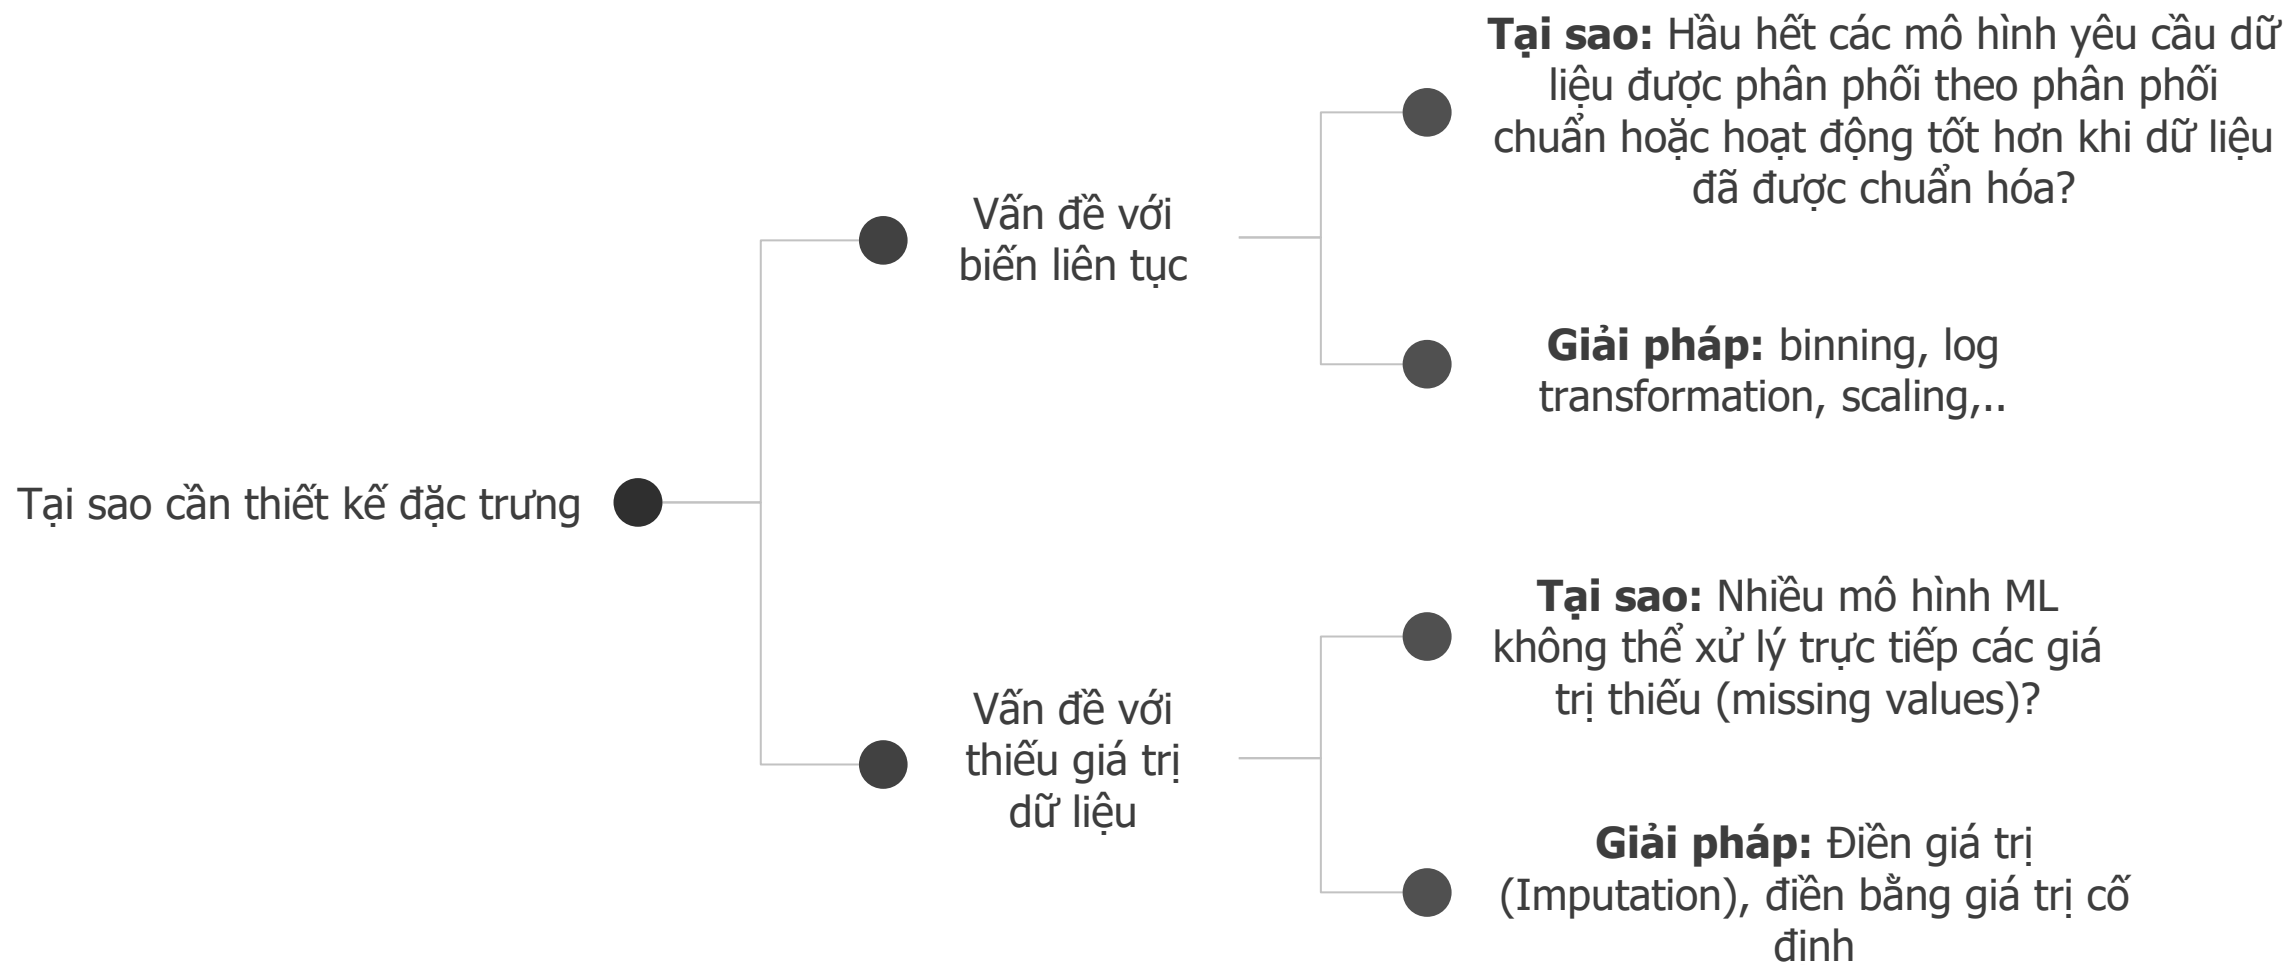 Tại sao cần thiết kế đặc trưng
Vấn đề với
biến liên tục
Tại sao: Hầu hết các mô hình yêu cầu dữ
liệu được phân phối theo phân phối
chuẩn hoặc hoạt động tốt hơn khi dữ liệu
đã được chuẩn hóa?
Giải pháp: binning, log
transformation, scaling,..
Vấn đề với
thiếu giá trị
dữ liệu
Tại sao: Nhiều mô hình ML
không thể xử lý trực tiếp các giá
trị thiếu (missing values)?
Giải pháp: Điền giá trị
(Imputation), điền bằng giá trị cố
định